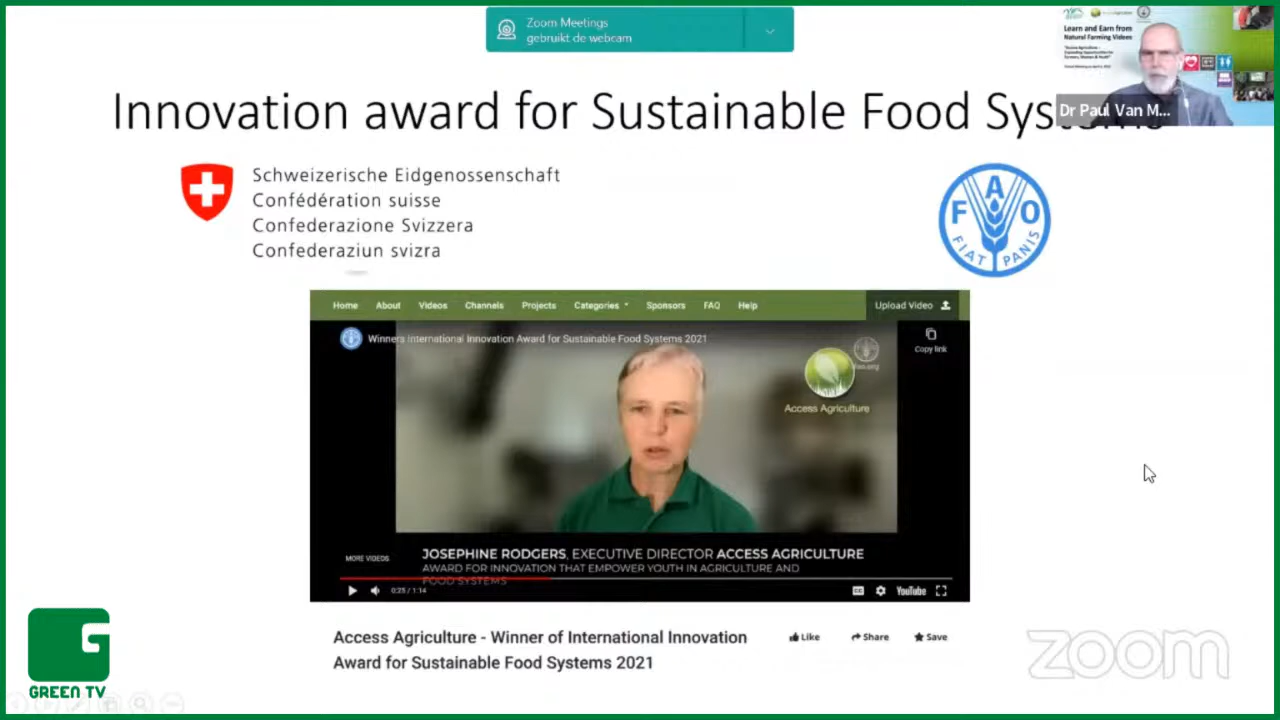 Zoom Meetings
gebruikt de webcam
Learn and Earn from
Natural Farming Videos
Dr Paul Van M...
Innovation award for Sustainable Food Systems
Schweizerische Eidgenossenschaft
Confédération suisse
Confederazione Svizzera
Confederaziun svizra
FAO
FIAT PANIS
Home About Videos Channels Projects Categories Sponsors FAQ Help Upload Video
Winners International Innovation Award for Sustainable Food Systems 2021
Copy link
fao.org
Access Agriculture
MORE VIDEOS
JOSEPHINE RODGERS, EXECUTIVE DIRECTOR ACCESS AGRICULTURE
AWARD FOR INNOVATION THAT EMPOWER YOUTH IN AGRICULTURE AND
FOOD SYSTEMS
0:25 / 1:14
CC YouTube
Access Agriculture - Winner of International Innovation
Award for Sustainable Food Systems 2021
Like Share Save
G
GREEN TV
zoom